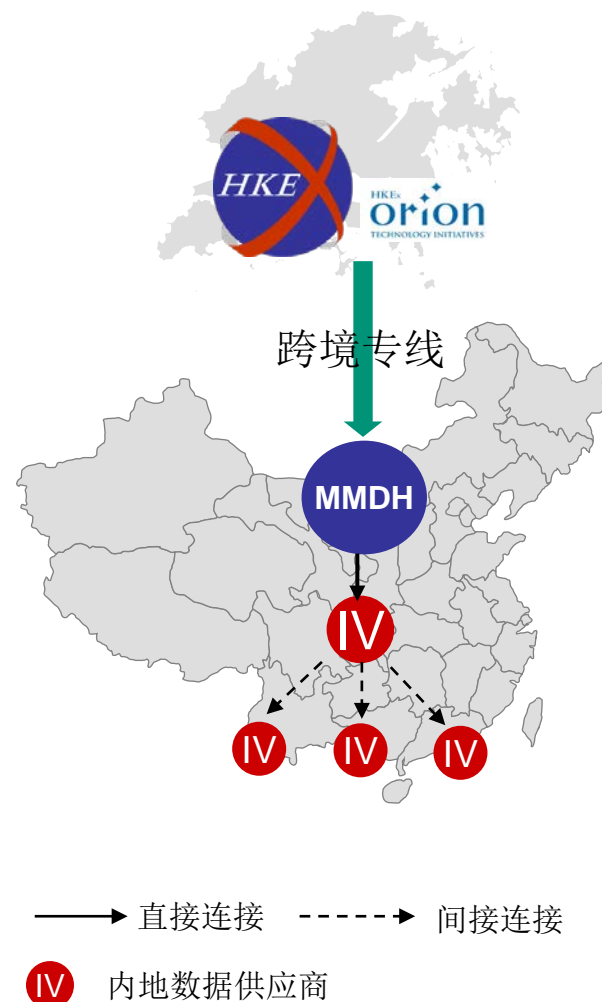 HKEX
HKEx
orion
TECHNOLOGY INITIATIVES
跨境专线
MMDH
IV
IV IV IV
直接连接 间接连接
IV 内地数据供应商